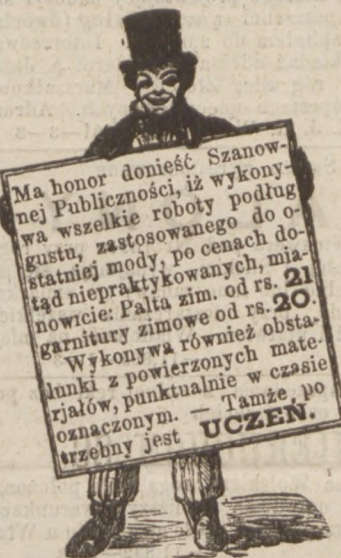 Ma honor donieść Szanow-
nej Publiczności, iż wykony-
wa wszelkie roboty podług
gustu, zastosowanego do o-
statniej mody, po cenach do-
tąd niepraktykowanych, mia-
nowicie: Palta zim. od rs. 21
garnitury zimowe od rs. 20.
Wykonywa również obsta-
lunki z powierzonych mate-
rjałów, punktualnie w czasie
oznaczonym. — Tamże po
trzebny jest UCZEŃ.